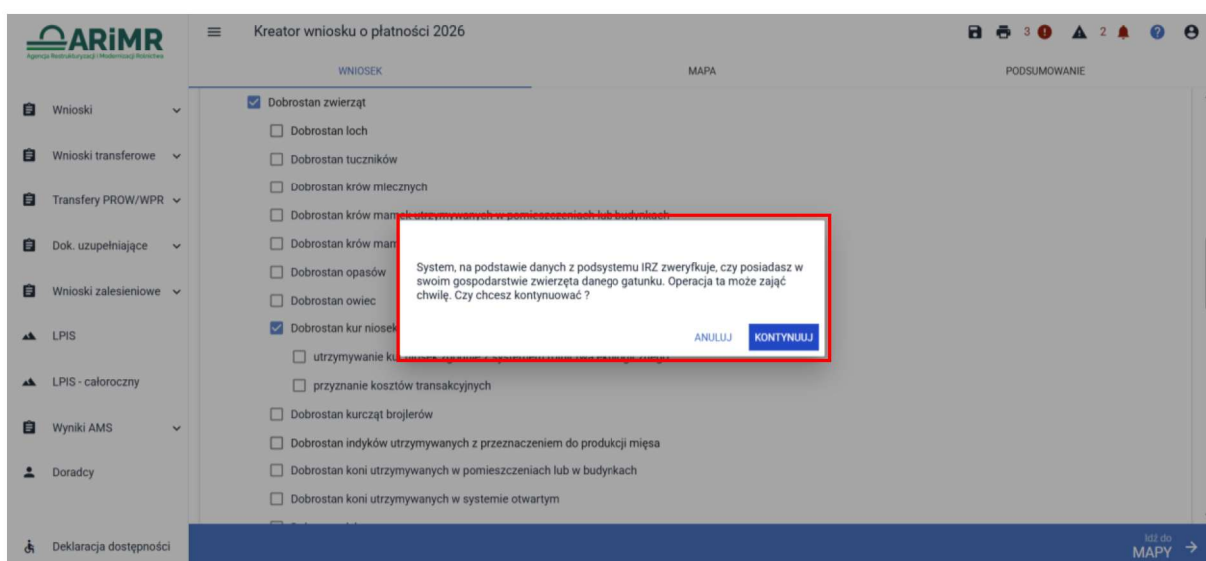 ARiMR
Agencja Restrukturyzacji i Modernizacji Rolnictwa
Kreator wniosku o płatności 2026
3
2
WNIOSEK
MAPA
PODSUMOWANIE
Wnioski
Wnioski transferowe
Transfery PROW/WPR
Dok. uzupełniające
Wnioski zalesieniowe
LPIS
LPIS - całoroczny
Wyniki AMS
Doradcy
Deklaracja dostępności
Dobrostan zwierząt
Dobrostan loch
Dobrostan tuczników
Dobrostan krów mlecznych
Dobrostan krów mamek utrzymywanych w pomieszczeniach lub budynkach
Dobrostan krów mam
Dobrostan opasów
Dobrostan owiec
Dobrostan kur niosek
utrzymywanie kur niosek zgodnie z systemem
przyznanie kosztów transakcyjnych
Dobrostan kurcząt brojlerów
Dobrostan indyków utrzymywanych z przeznaczeniem do produkcji mięsa
Dobrostan koni utrzymywanych w pomieszczeniach lub w budynkach
Dobrostan koni utrzymywanych w systemie otwartym
System, na podstawie danych z podsystemu IRZ zweryfikuje, czy posiadasz w
swoim gospodarstwie zwierzęta danego gatunku. Operacja ta może zająć
chwilę. Czy chcesz kontynuować ?
ANULUJ
KONTYNUUJ
Idź do
MAPY